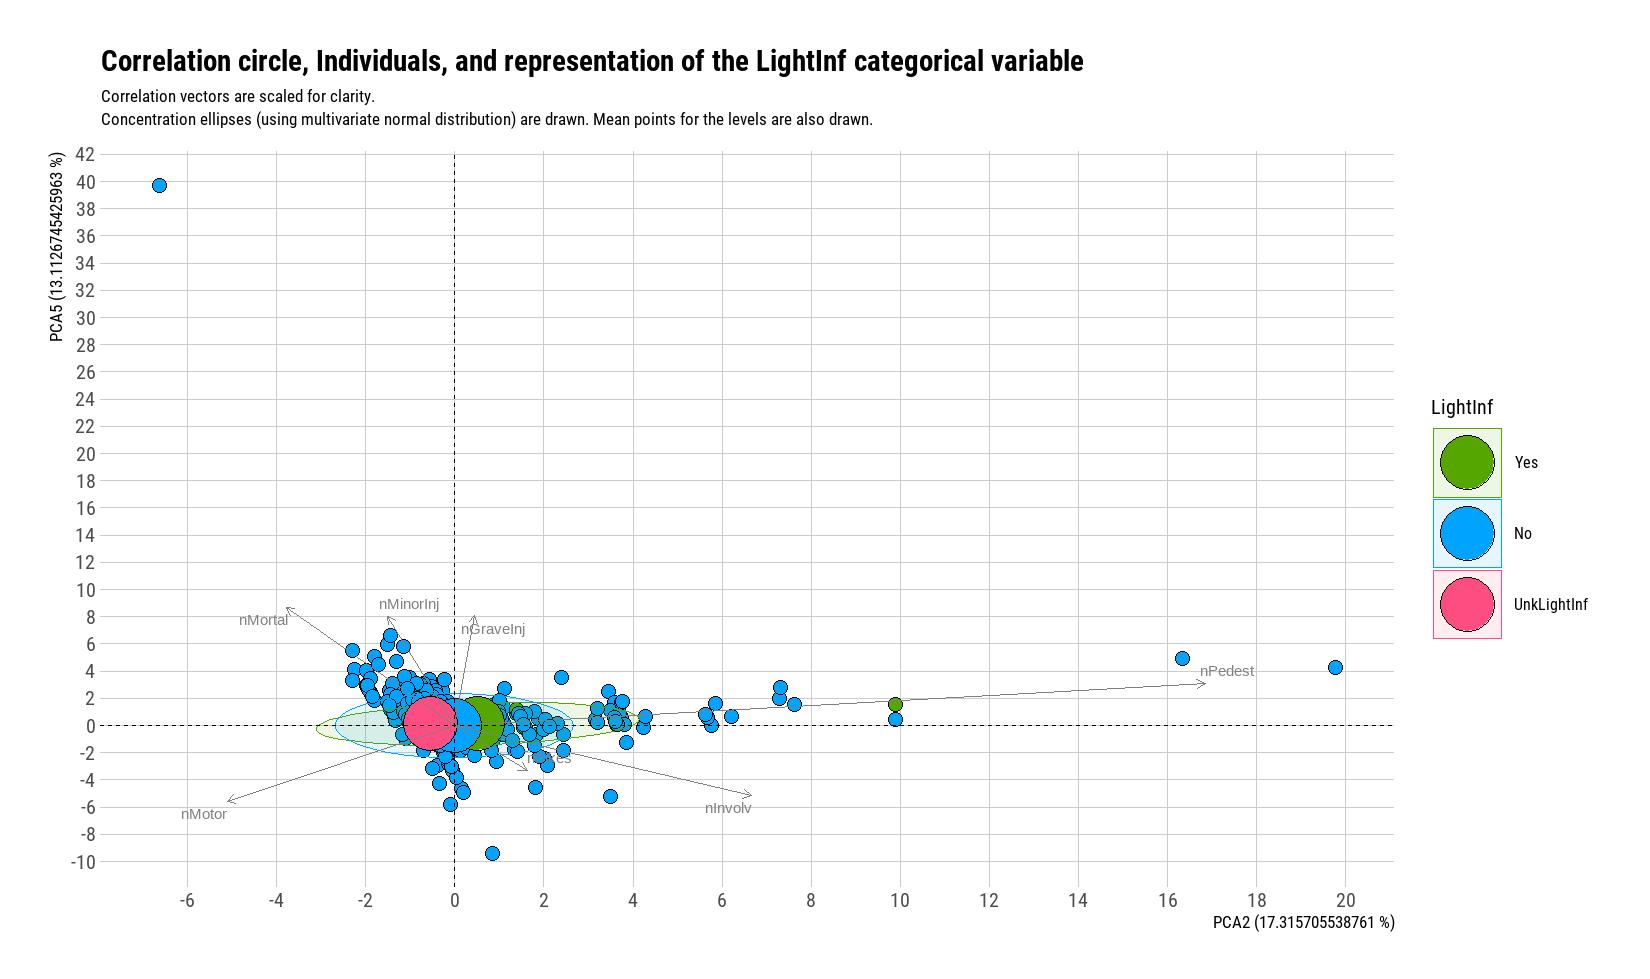 Correlation circle, Individuals, and representation of the LightInf categorical variable
Correlation vectors are scaled for clarity.
Concentration ellipses (using multivariate normal distribution) are drawn. Mean points for the levels are also drawn.
PCA5 (13.1126745425963 %)
42
40
38
36
34
32
30
28
26
24
22
20
18
16
14
12
10
8
6
4
2
0
-2
-4
-6
-8
-10
nMinorInj
nMortal
nGraveInj
nPedest
nInvolv
nMotor
-6
-4
-2
0
2
4
6
8
10
12
14
16
18
20
PCA2 (17.315705538761 %)
LightInf
Yes
No
UnkLightInf